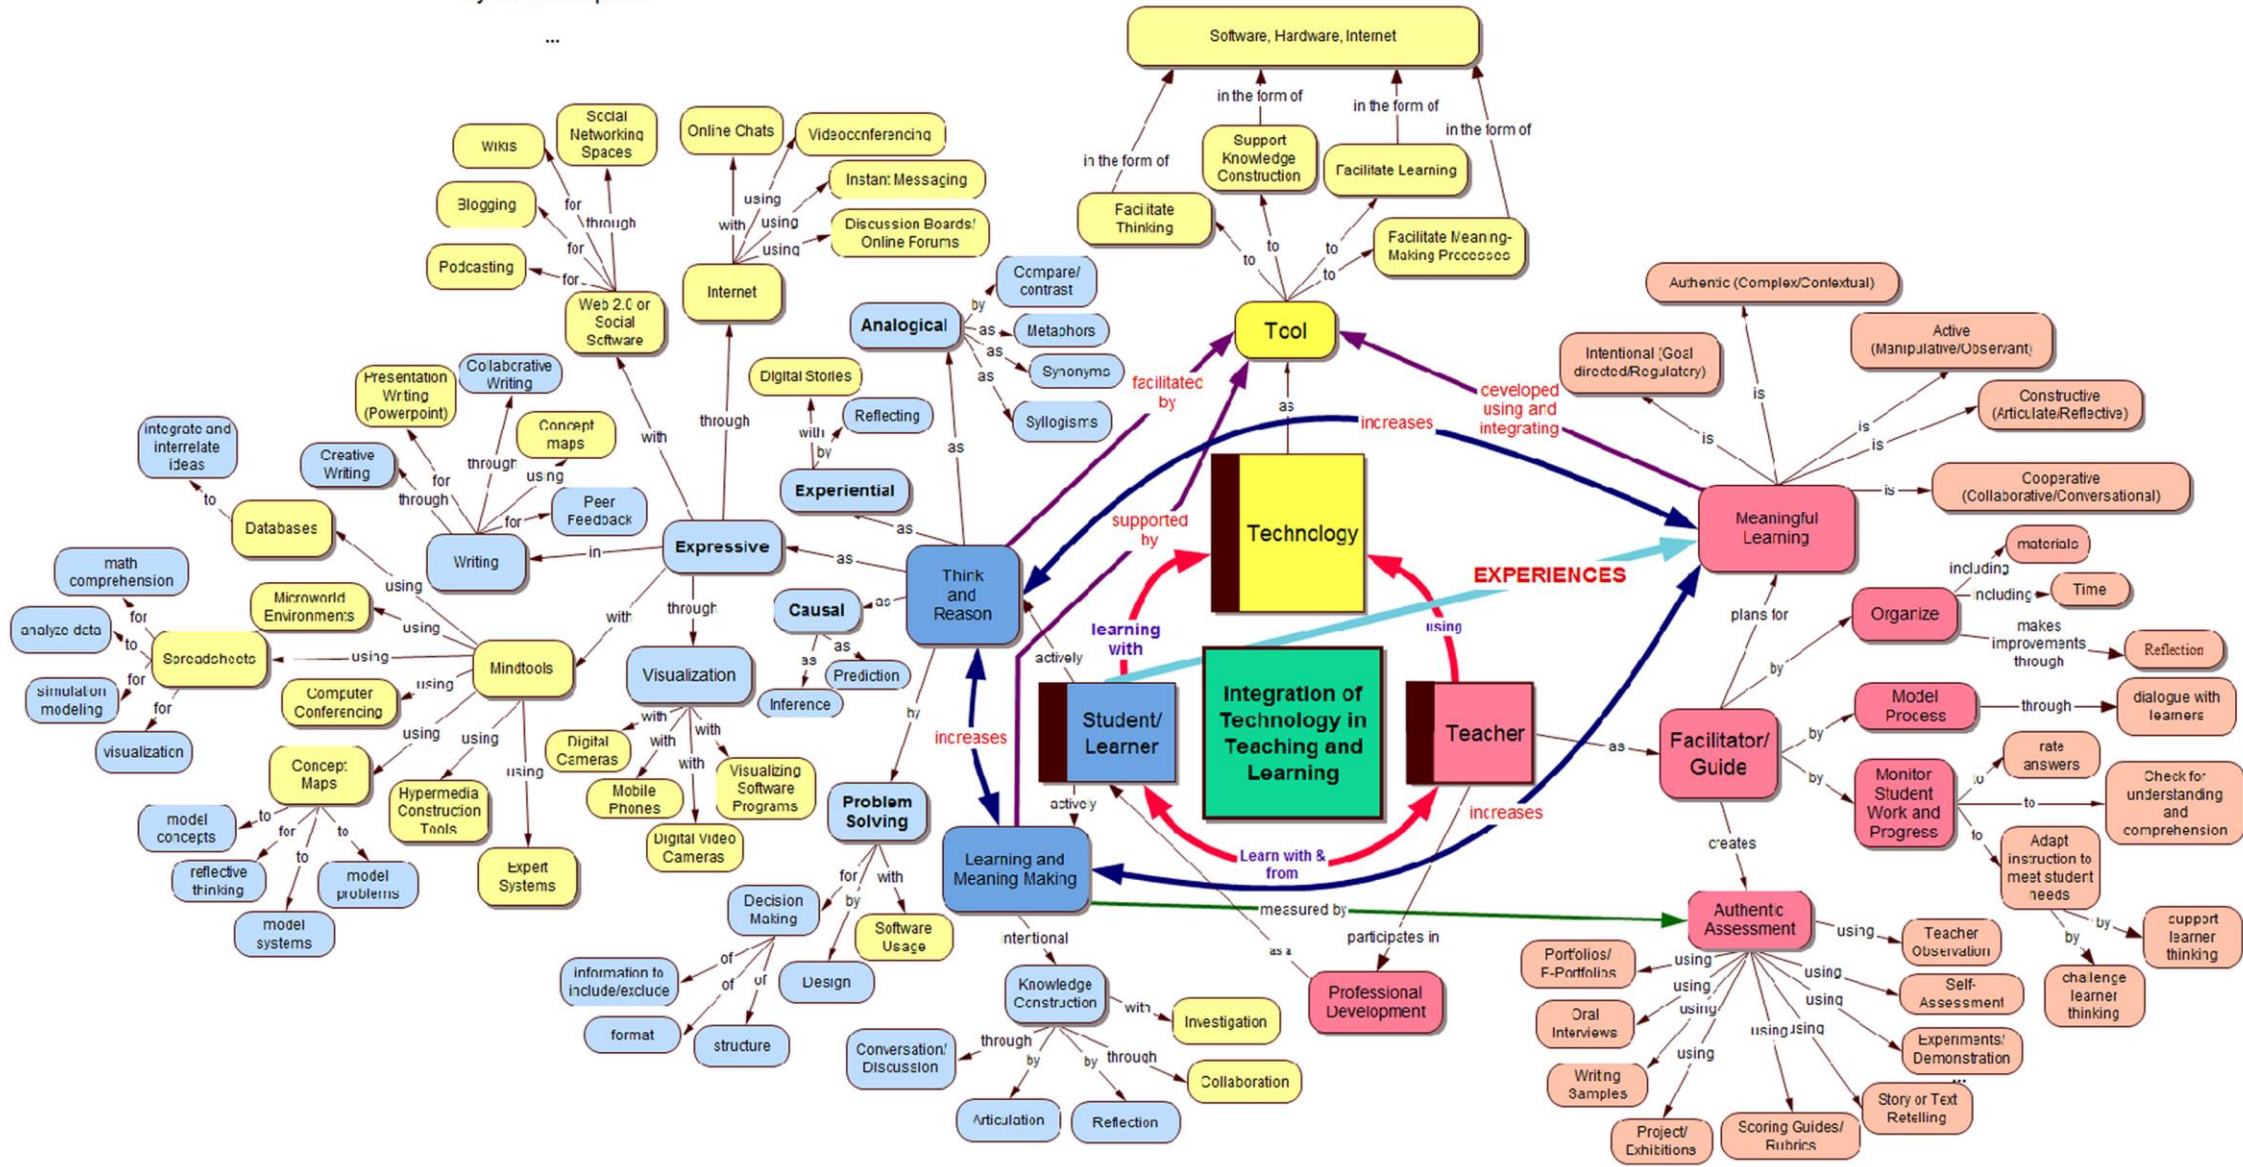 ...
Software, Hardware, Internet
in the form of
in the form of
in the form of
in the form of
Support
Knowledge
Construction
Facilitate Learning
Facilitate
Thinking
Facilitate Meaning-
Making Processes
to
to
to
to
Tool
Social
Networking
Spaces
Wikis
Blogging
Podcasting
for
for
for
through
Web 2.0 or
Social
Software
Online Chats
Videoconferencing
Instant Messaging
Discussion Boards/
Online Forums
with
using
using
using
Internet
Analogical
by
as
as
as
Compare/
contrast
Metaphors
Synonyms
Syllogisms
Digital Stories
Reflecting
with
by
Experiential
as
as
as
as
Presentation
Writing
(Powerpoint)
Collaborative
Writing
Concept
maps
Creative
Writing
Peer
Feedback
through
for
through
using
for
Writing
in
with
through
Expressive
through
with
integrate and
interrelate
ideas
to
Databases
using
Microworld
Environments
using
math
comprehension
analyze data
simulation
modeling
visualization
for
to
for
for
Spreadsheets
using
Mindtools
Computer
Conferencing
using
using
using
using
Concept
Maps
Hypermedia
Construction
Tools
Expert
Systems
to
for
to
to
model
concepts
reflective
thinking
model
systems
model
problems
Visualization
with
with
with
with
Digital
Cameras
Mobile
Phones
Digital Video
Cameras
Visualizing
Software
Programs
Causal
as
as
Inference
Prediction
Think
and
Reason
by
Problem
Solving
for
by
with
Decision
Making
Design
Software
Usage
of
of
of
information to
include/exclude
format
structure
facilitated
by
supported
by
as
increases
developed
using and
integrating
Technology
EXPERIENCES
learning
with
using
actively
Student/
Learner
Integration of
Technology in
Teaching and
Learning
Teacher
as
increases
increases
actively
Learn with &
from
Learning and
Meaning Making
measured by
intentional
Knowledge
Construction
with
through
by
by
through
Investigation
Collaboration
Conversation/
Discussion
Articulation
Reflection
participates in
as a
Professional
Development
Authentic (Complex/Contextual)
Intentional (Goal
directed/Regulatory)
Active
(Manipulative/Observant)
Constructive
(Articulate/Reflective)
Cooperative
(Collaborative/Conversational)
is
is
is
is
is
Meaningful
Learning
plans for
Organize
including
including
materials
Time
makes
improvements
through
Reflection
by
Facilitator/
Guide
by
Model
Process
through
dialogue with
learners
by
Monitor
Student
Work and
Progress
to
to
to
rate
answers
Check for
understanding
and
comprehension
Adapt
instruction to
meet student
needs
by
by
support
learner
thinking
challenge
learner
thinking
creates
Authentic
Assessment
using
using
using
using
using
using
using
using
using
Teacher
Observation
Self-
Assessment
Experiments/
Demonstration
...
Story or Text
Retelling
Scoring Guides/
Rubrics
Project/
Exhibitions
Writing
Samples
Oral
Interviews
Portfolios/
E-Portfolios